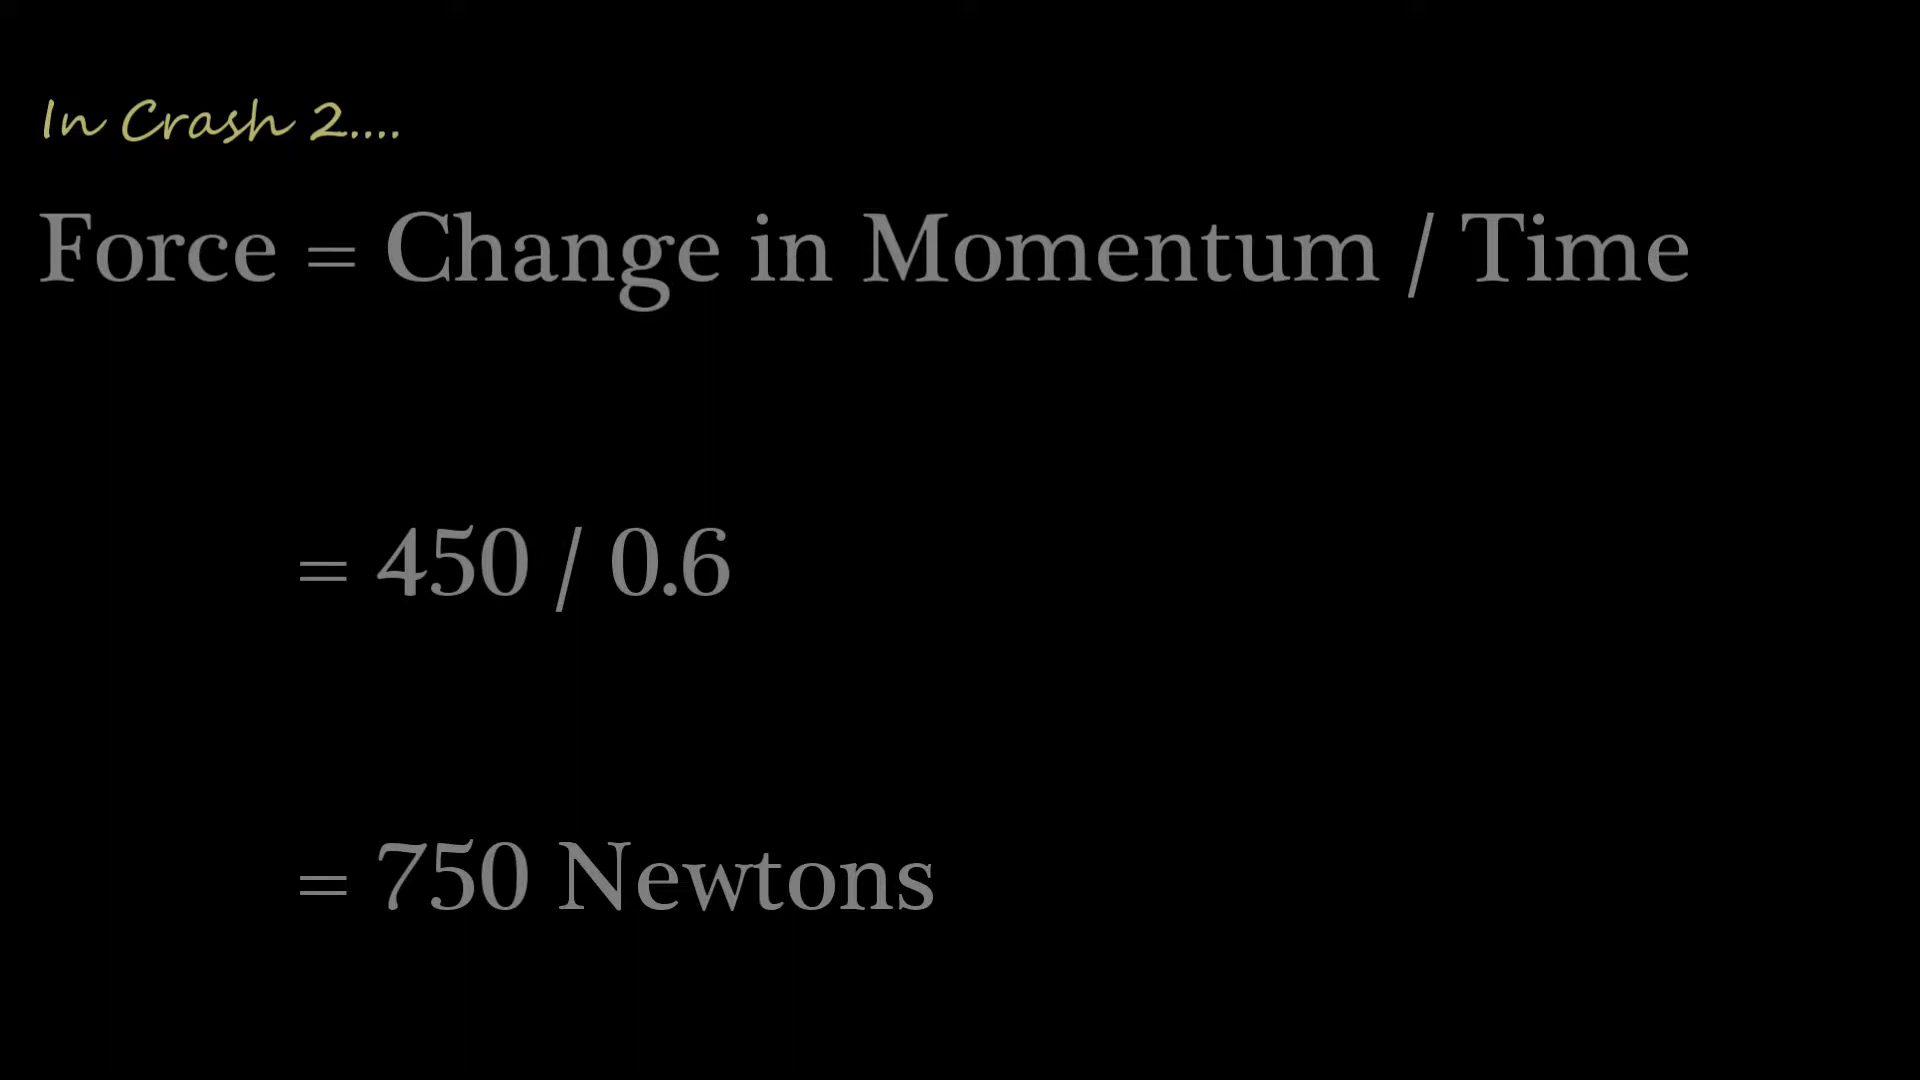 In Crash 2....
Force = Change in Momentum / Time
= 450 / 0.6
= 750 Newtons